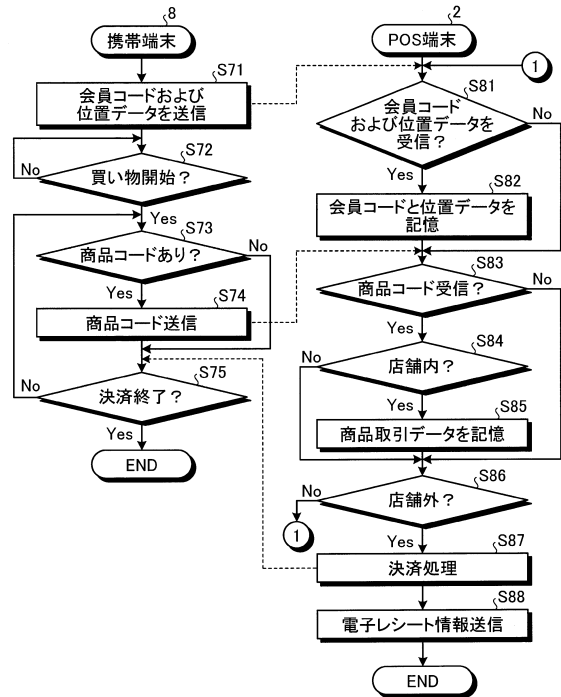 8
携帯端末
S71
会員コードおよび
位置データを送信
S72
買い物開始？
No
Yes
S73
商品コードあり？
No
Yes
S74
商品コード送信
S75
決済終了？
No
Yes
END
2
POS端末
1
S81
会員コード
および位置データを
受信？
No
Yes
S82
会員コードと位置データを
記憶
S83
商品コード受信？
No
Yes
S84
店舗内？
No
Yes
S85
商品取引データを記憶
S86
店舗外？
No
1
Yes
S87
決済処理
S88
電子レシート情報送信
END